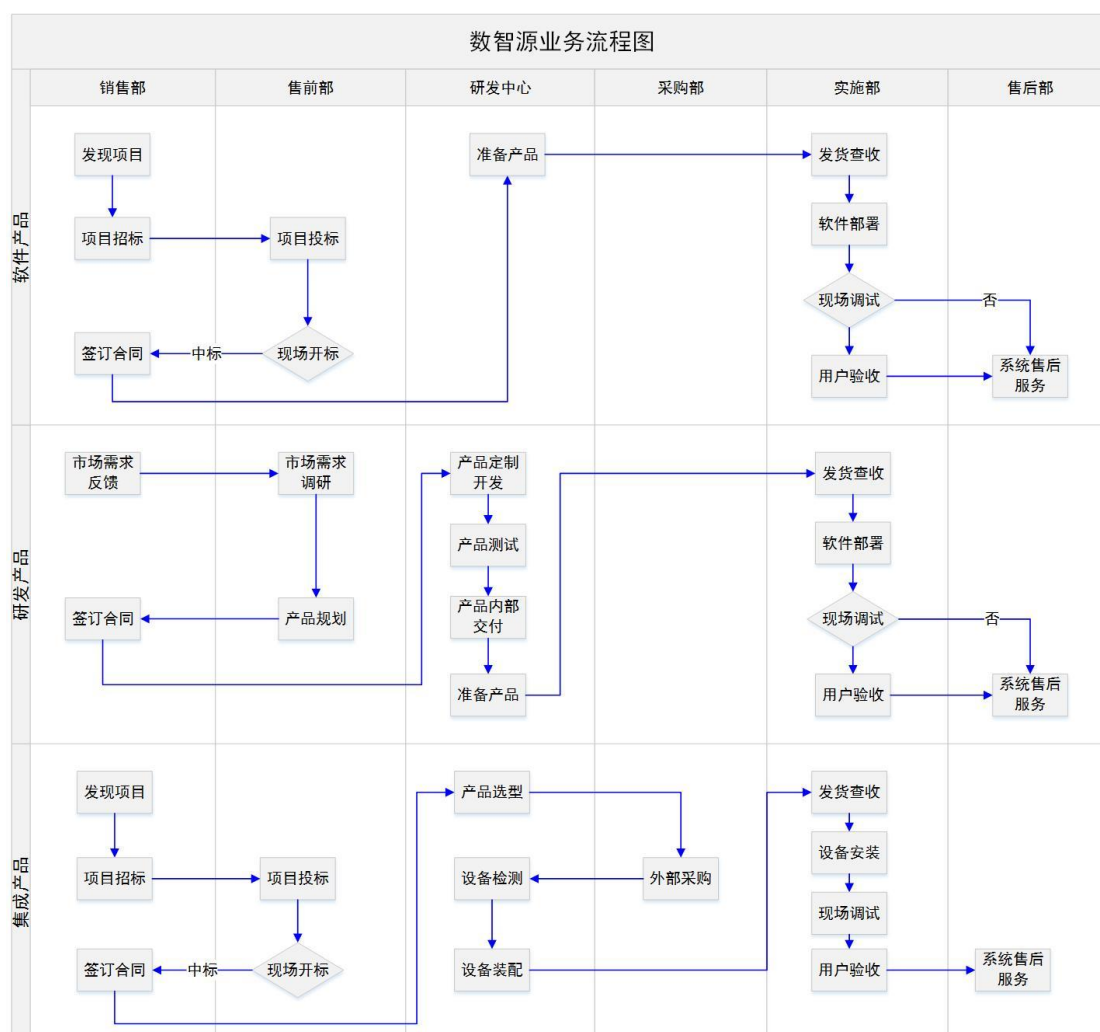 数智源业务流程图
销售部 售前部 研发中心 采购部 实施部 售后部
软件产品
发现项目 准备产品 发货查收
项目招标 项目投标 软件部署
现场调试 否
签订合同 中标 现场开标 用户验收 系统售后
服务
研发产品
市场需求
反馈
市场需求
调研
产品定制
开发
发货查收
产品测试 软件部署
签订合同 产品规划 产品内部
交付
现场调试 否
准备产品 用户验收 系统售后
服务
集成产品
发现项目 产品选型 发货查收
设备安装
项目招标 项目投标 设备检测 外部采购
现场调试
签订合同 中标 现场开标 设备装配 用户验收 系统售后
服务